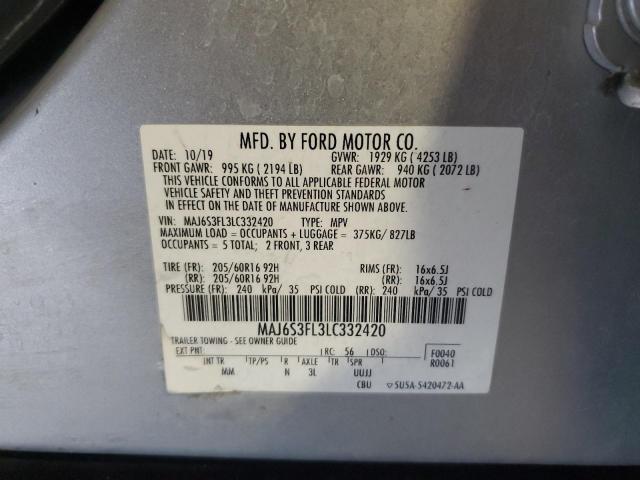 MFD. BY FORD MOTOR CO.
DATE: 10/19 GVWR: 1929 KG ( 4253 LB)
FRONT GAWR: 995 KG ( 2194 LB) REAR GAWR: 940 KG ( 2072 LB)
THIS VEHICLE CONFORMS TO ALL APPLICABLE FEDERAL MOTOR
VEHICLE SAFETY AND THEFT PREVENTION STANDARDS
IN EFFECT ON THE DATE OF MANUFACTURE SHOWN ABOVE.
VIN: MAJ6S3FL3LC332420 TYPE: MPV
MAXIMUM LOAD = OCCUPANTS + LUGGAGE = 375KG/ 827LB
OCCUPANTS = 5 TOTAL; 2 FRONT, 3 REAR
TIRE (FR): 205/60R16 92H RIMS (FR): 16x6.5J
(RR): 205/60R16 92H (RR): 16x6.5J
PRESSURE (FR): 240 kPa/ 35 PSI COLD (RR): 240 kPa/ 35 PSI COLD
MAJ6S3FL3LC332420
TRAILER TOWING - SEE OWNER GUIDE
EXT PNT: RC: 56 DSO: F0040
INT TR TP/PS R AXLE TR SPR R0061
MM N 3L UUJJ
CBU SU5A-S420472-AA